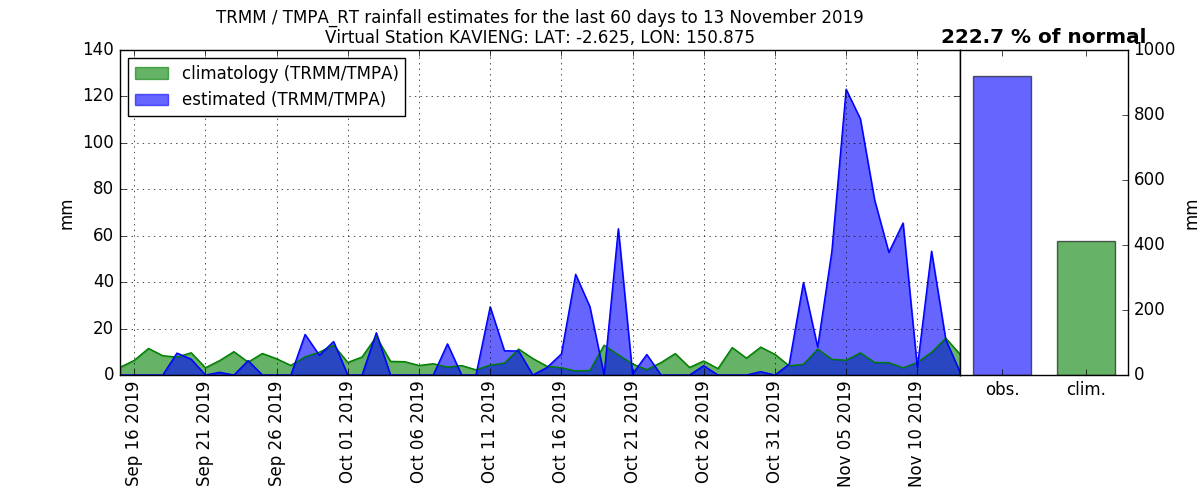 TRMM / TMPA_RT rainfall estimates for the last 60 days to 13 November 2019
Virtual Station KAVIENG: LAT: -2.625, LON: 150.875
222.7 % of normal
climatology (TRMM/TMPA)
estimated (TRMM/TMPA)
mm
140
120
100
80
60
40
20
0
Sep 16 2019
Sep 21 2019
Sep 26 2019
Oct 01 2019
Oct 06 2019
Oct 11 2019
Oct 16 2019
Oct 21 2019
Oct 26 2019
Oct 31 2019
Nov 05 2019
Nov 10 2019
obs.
clim.
1000
800
600
400
200
0
mm